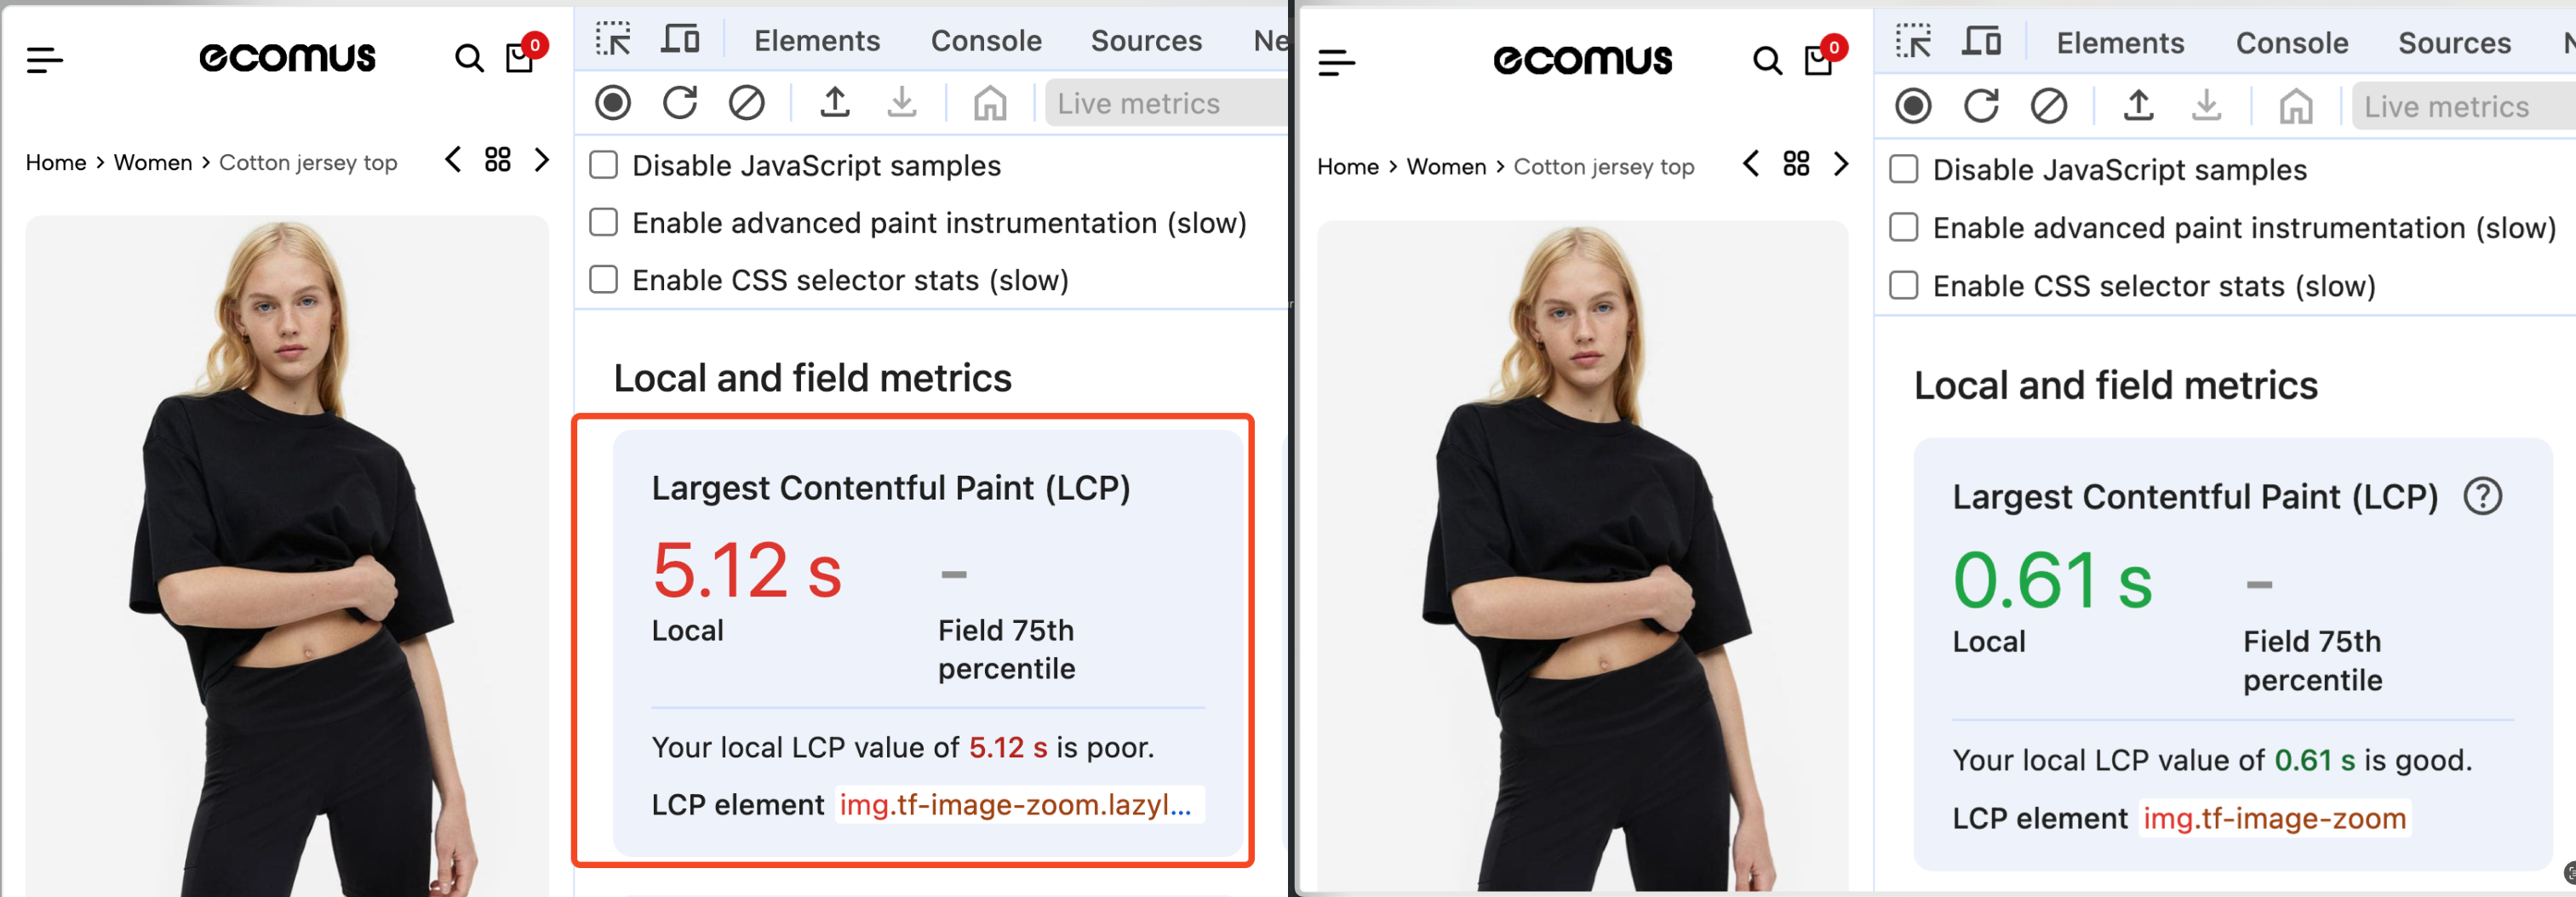 ecomus
0
Elements Console Sources Ne
Live metrics
Home > Women > Cotton jersey top
Disable JavaScript samples
Enable advanced paint instrumentation (slow)
Enable CSS selector stats (slow)
Local and field metrics
Largest Contentful Paint (LCP)
5.12 s
Local
–
Field 75th
percentile
Your local LCP value of 5.12 s is poor.
LCP element img.tf-image-zoom.lazyl...
ecomus
0
Elements Console Sources N
Live metrics
Home > Women > Cotton jersey top
Disable JavaScript samples
Enable advanced paint instrumentation (slow)
Enable CSS selector stats (slow)
Local and field metrics
Largest Contentful Paint (LCP) ?
0.61 s
Local
–
Field 75th
percentile
Your local LCP value of 0.61 s is good.
LCP element img.tf-image-zoom